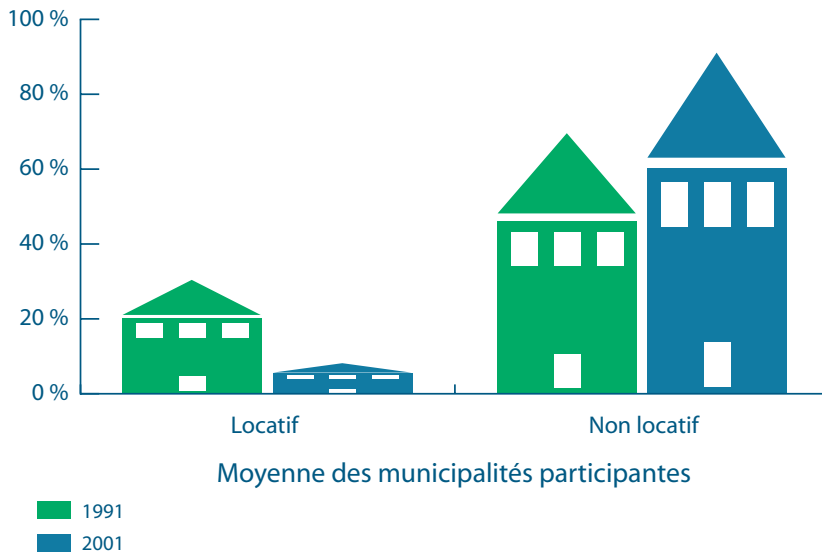 100 %
80 %
60 %
40 %
20 %
0 %
Locatif
Non locatif
Moyenne des municipalités participantes
1991
2001